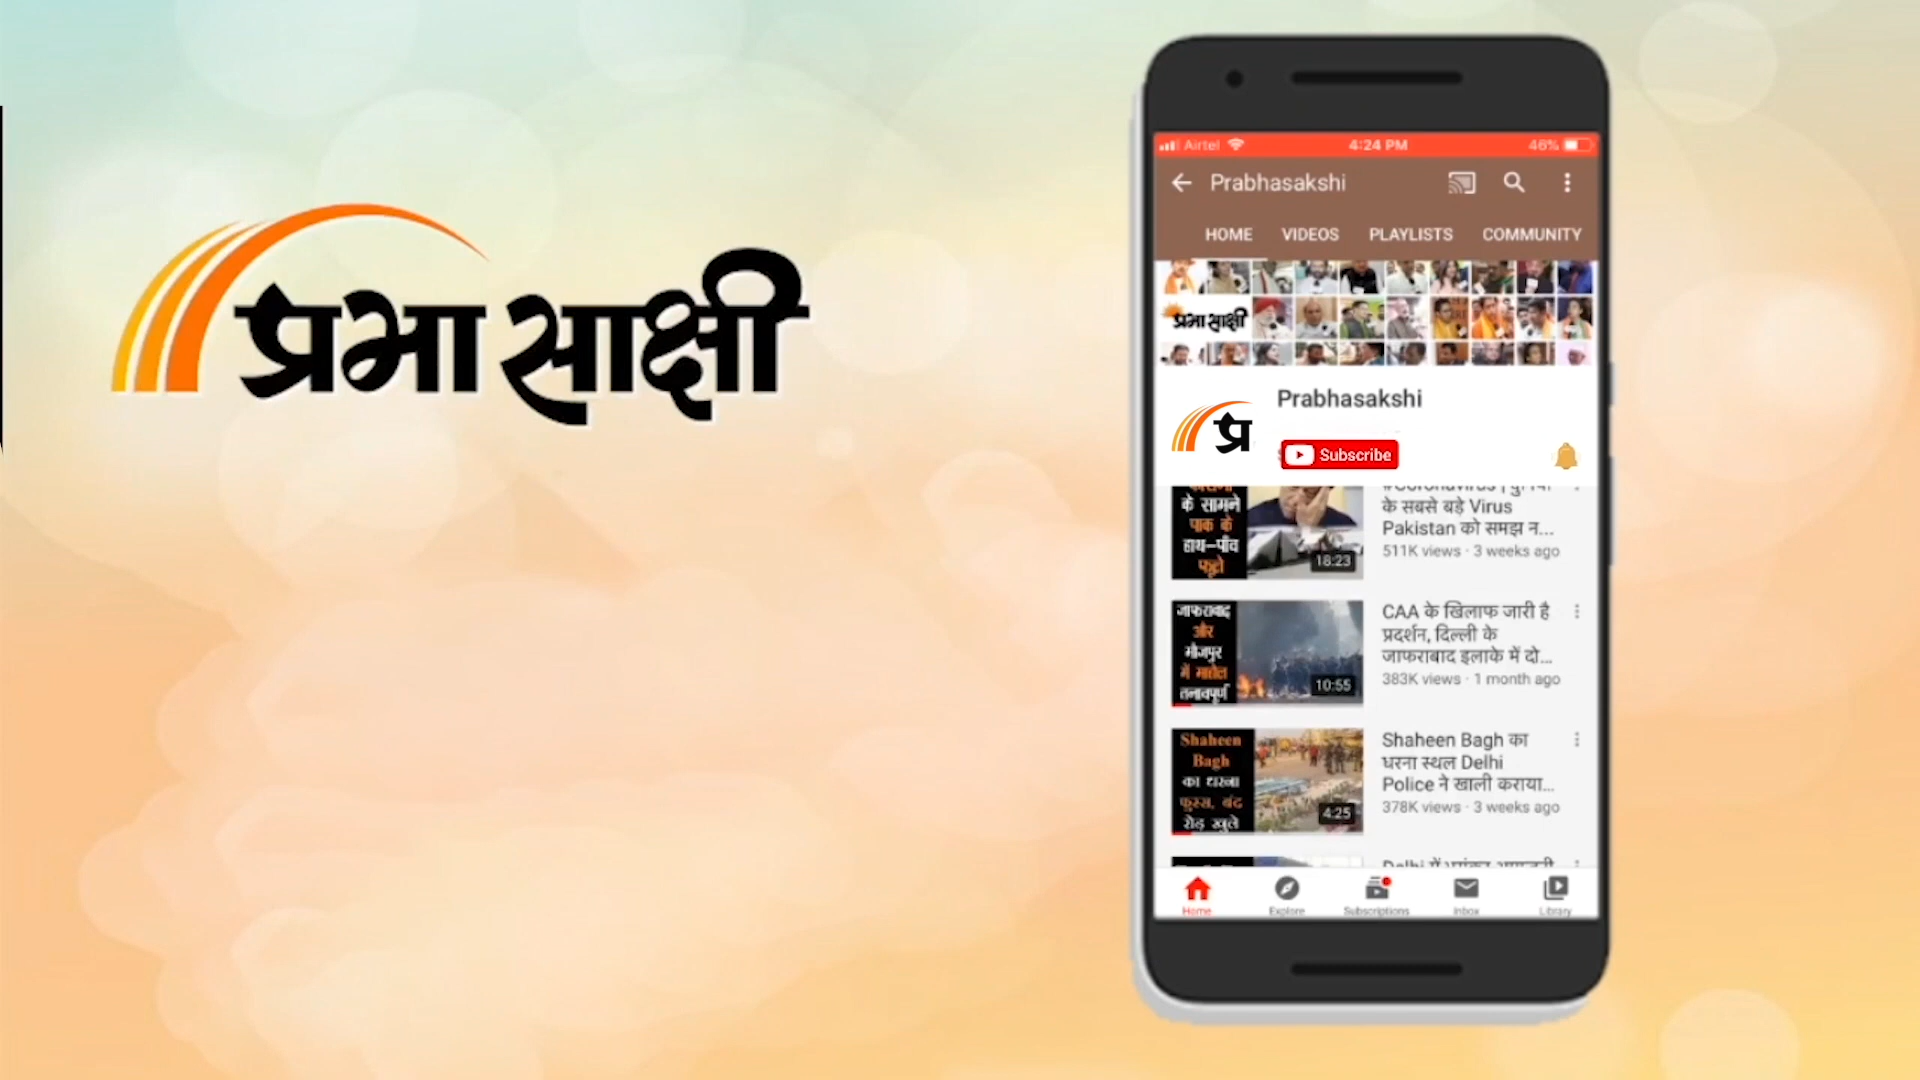 प्रभा साक्षी
Airtel
4:24 PM
46%
Prabhasakshi
HOME VIDEOS PLAYLISTS COMMUNITY
प्रभा साक्षी
Prabhasakshi
प्र
Subscribe
के सामने
पाक के
हाथ-पाँव
फूले
18:23
के सबसे बड़े Virus
Pakistan को समझ न...
511K views · 3 weeks ago
जाफराबाद
और
मौजपुर
में माहौल
तनावपूर्ण
10:55
CAA के खिलाफ जारी है
प्रदर्शन, दिल्ली के
जाफराबाद इलाके में दो...
383K views · 1 month ago
Shaheen
Bagh
का धरना
फुस्स, बंद
रोड खुले
4:25
Shaheen Bagh का
धरना स्थल Delhi
Police ने खाली कराया...
378K views · 3 weeks ago
Home Explore Subscriptions Inbox Library